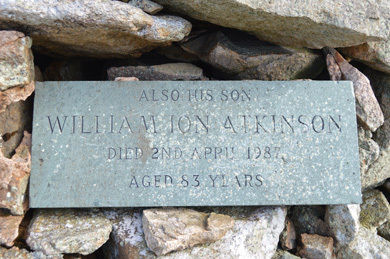 ALSO HIS SON
WILLIAM ION ATKINSON
DIED 2ND APRIL 1987.
AGED 83 YEARS